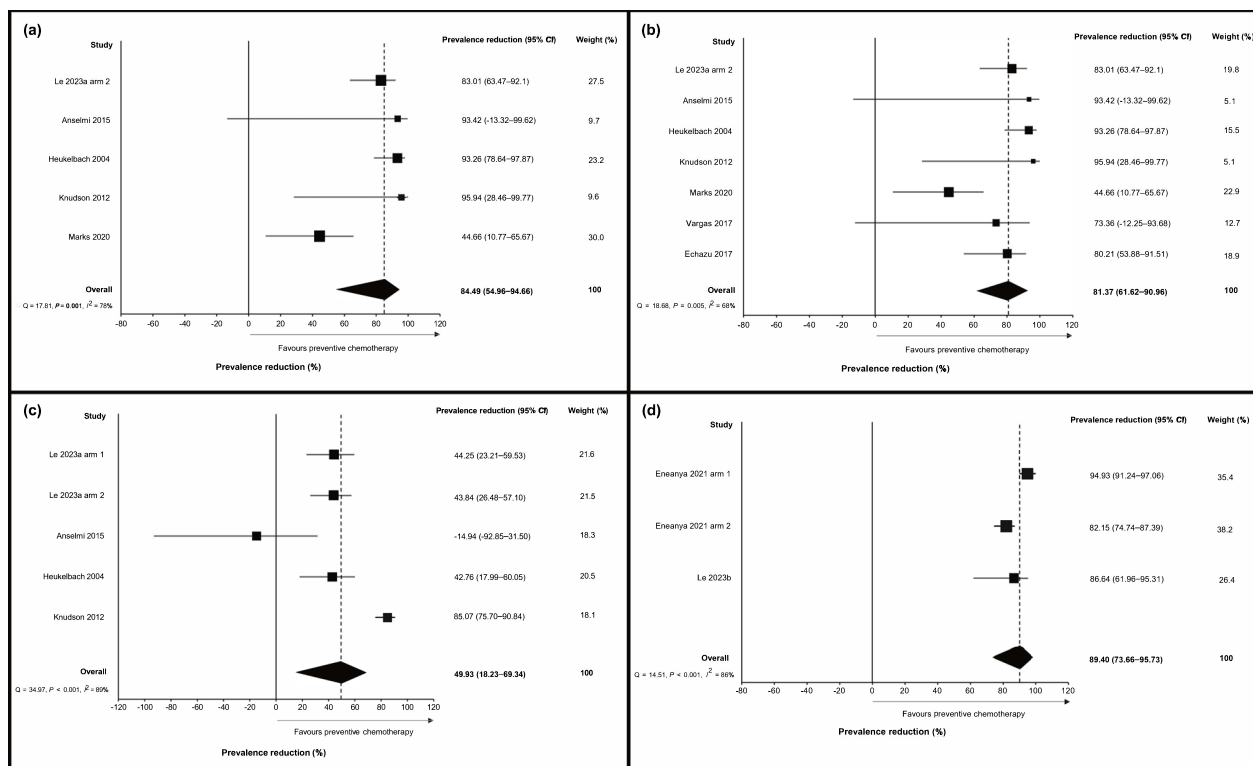 (a)
Study Prevalence reduction (95% CI) Weight (%)
Le 2023a arm 2 83.01 (63.47–92.1) 27.5
Anselmi 2015 93.42 (-13.32–99.62) 9.7
Heukelbach 2004 93.26 (78.64–97.87) 23.2
Knudson 2012 95.94 (28.46–99.77) 9.6
Marks 2020 44.66 (10.77–65.67) 30.0
Overall 84.49 (54.96–94.66) 100
Q = 17.81, P = 0.001, I² = 78%
-80 -60 -40 -20 0 20 40 60 80 100 120
Favours preventive chemotherapy
Prevalence reduction (%)
(b)
Study Prevalence reduction (95% CI) Weight (%)
Le 2023a arm 2 83.01 (63.47–92.1) 19.8
Anselmi 2015 93.42 (-13.32–99.62) 5.1
Heukelbach 2004 93.26 (78.64–97.87) 15.5
Knudson 2012 95.94 (28.46–99.77) 5.1
Marks 2020 44.66 (10.77–65.67) 22.9
Vargas 2017 73.36 (-12.25–93.68) 12.7
Echazu 2017 80.21 (53.88–91.51) 18.9
Overall 81.37 (61.62–90.96) 100
Q = 18.68, P = 0.005, I² = 68%
-80 -60 -40 -20 0 20 40 60 80 100 120
Favours preventive chemotherapy
Prevalence reduction (%)
(c)
Study Prevalence reduction (95% CI) Weight (%)
Le 2023a arm 1 44.25 (23.21–59.53) 21.6
Le 2023a arm 2 43.84 (26.48–57.10) 21.5
Anselmi 2015 -14.94 (-92.85–31.50) 18.3
Heukelbach 2004 42.76 (17.99–60.05) 20.5
Knudson 2012 85.07 (75.70–90.84) 18.1
Overall 49.93 (18.23–69.34) 100
Q = 34.97, P < 0.001, I² = 89%
-120 -100 -80 -60 -40 -20 0 20 40 60 80 100 120
Favours preventive chemotherapy
Prevalence reduction (%)
(d)
Study Prevalence reduction (95% CI) Weight (%)
Eneanya 2021 arm 1 94.93 (91.24–97.06) 35.4
Eneanya 2021 arm 2 82.15 (74.74–87.39) 38.2
Le 2023b 86.64 (61.96–95.31) 26.4
Overall 89.40 (73.66–95.73) 100
Q = 14.51, P < 0.001, I² = 86%
-80 -60 -40 -20 0 20 40 60 80 100 120
Favours preventive chemotherapy
Prevalence reduction (%)